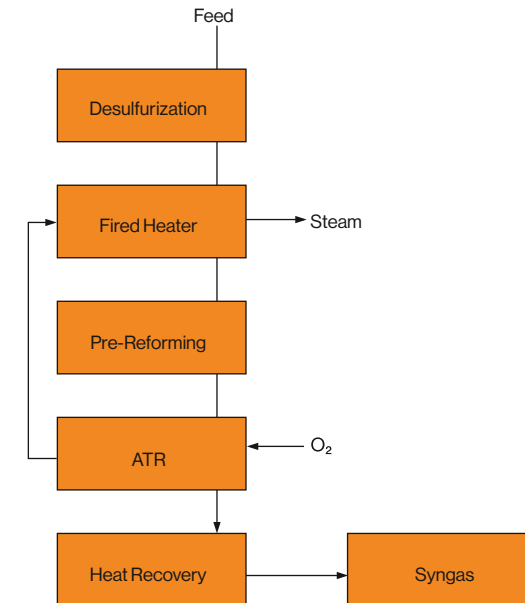 Feed
Desulfurization
Fired Heater
Steam
Pre-Reforming
ATR
O₂
Heat Recovery
Syngas